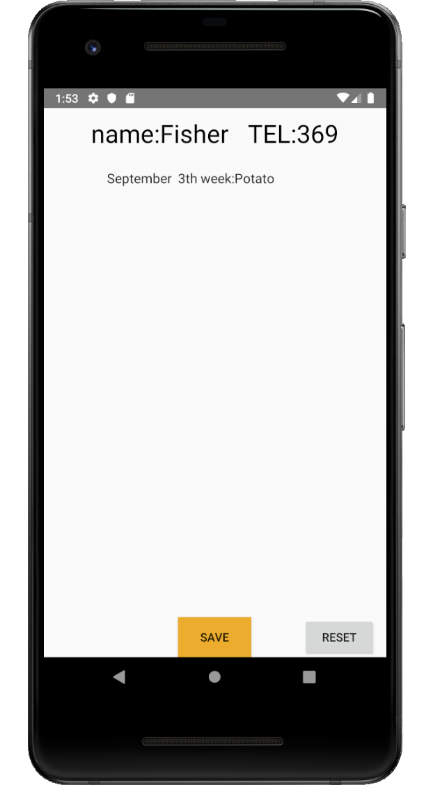 1:53
name:Fisher TEL:369
September 3th week:Potato
SAVE RESET